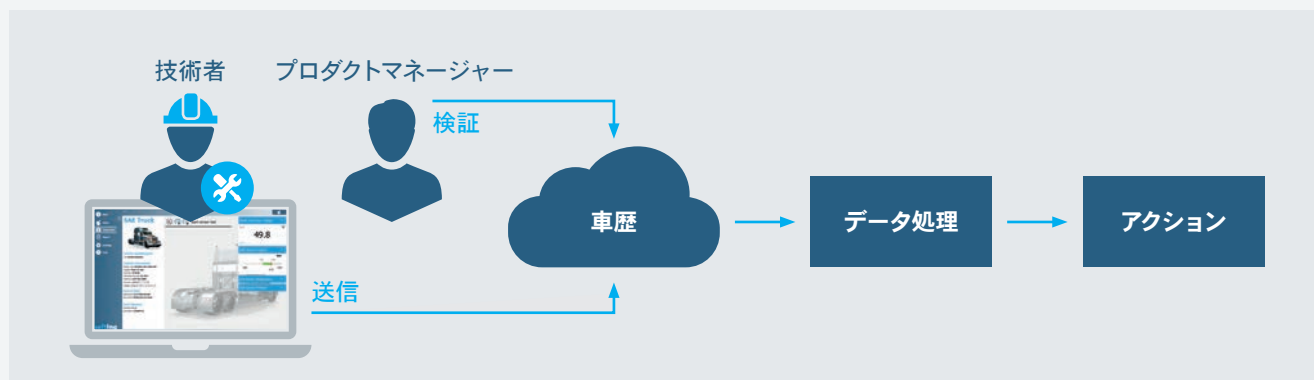 技術者
プロダクトマネージャー
検証
車歴
データ処理
アクション
49.8
送信